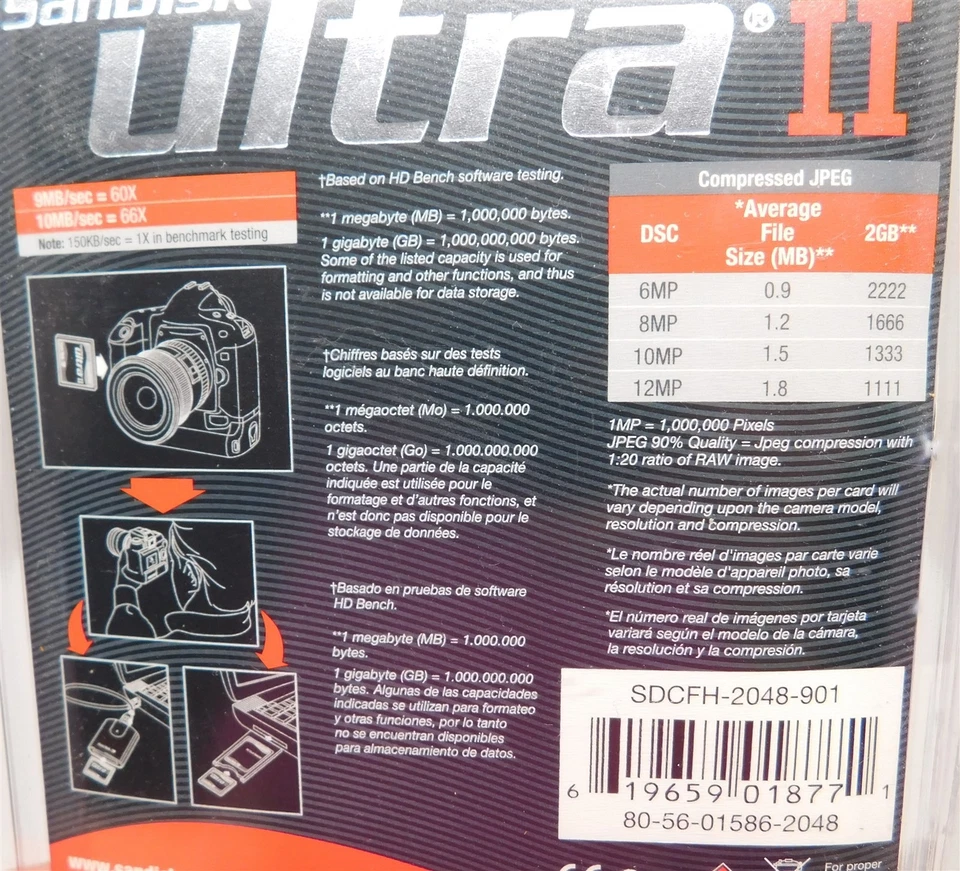 SanDisk
ultra® II
9MB/sec = 60X
10MB/sec = 66X
Note: 150KB/sec = 1X in benchmark testing
†Based on HD Bench software testing.
**1 megabyte (MB) = 1,000,000 bytes.
1 gigabyte (GB) = 1,000,000,000 bytes.
Some of the listed capacity is used for
formatting and other functions, and thus
is not available for data storage.
†Chiffres basés sur des tests
logiciels au banc haute définition.
**1 mégaoctet (Mo) = 1.000.000
octets.
1 gigaoctet (Go) = 1.000.000.000
octets. Une partie de la capacité
indiquée est utilisée pour le
formatage et d'autres fonctions, et
n'est donc pas disponible pour le
stockage de données.
†Basado en pruebas de software
HD Bench.
**1 megabyte (MB) = 1.000.000
bytes.
1 gigabyte (GB) = 1.000.000.000
bytes. Algunas de las capacidades
indicadas se utilizan para formateo
y otras funciones, por lo tanto
no se encuentran disponibles
para almacenamiento de datos.
Compressed JPEG
DSC *Average File Size (MB)** 2GB**
6MP 0.9 2222
8MP 1.2 1666
10MP 1.5 1333
12MP 1.8 1111
1MP = 1,000,000 Pixels
JPEG 90% Quality = Jpeg compression with
1:20 ratio of RAW image.
*The actual number of images per card will
vary depending upon the camera model,
resolution and compression.
*Le nombre réel d'images par carte varie
selon le modèle d'appareil photo, sa
résolution et sa compression.
*El número real de imágenes por tarjeta
variará según el modelo de la cámara,
la resolución y la compresión.
SDCFH-2048-901
6 19659 01877 1
80-56-01586-2048
For proper